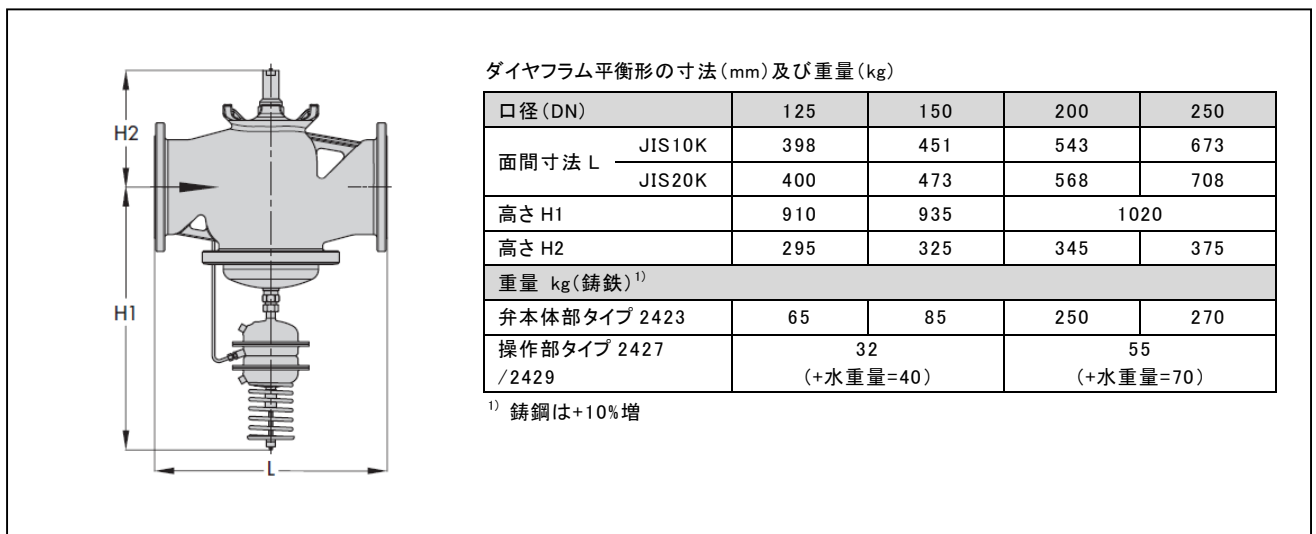 H2
H1
L
ダイヤフラム平衡形の寸法(mm)及び重量(kg)
口径(DN) 125 150 200 250
面間寸法 L JIS10K 398 451 543 673
JIS20K 400 473 568 708
高さ H1 910 935 1020
高さ H2 295 325 345 375
重量 kg(鋳鉄)1)
弁本体部タイプ 2423 65 85 250 270
操作部タイプ 2427 32 55
/2429 (+水重量=40) (+水重量=70)
1) 鋳鋼は+10%増